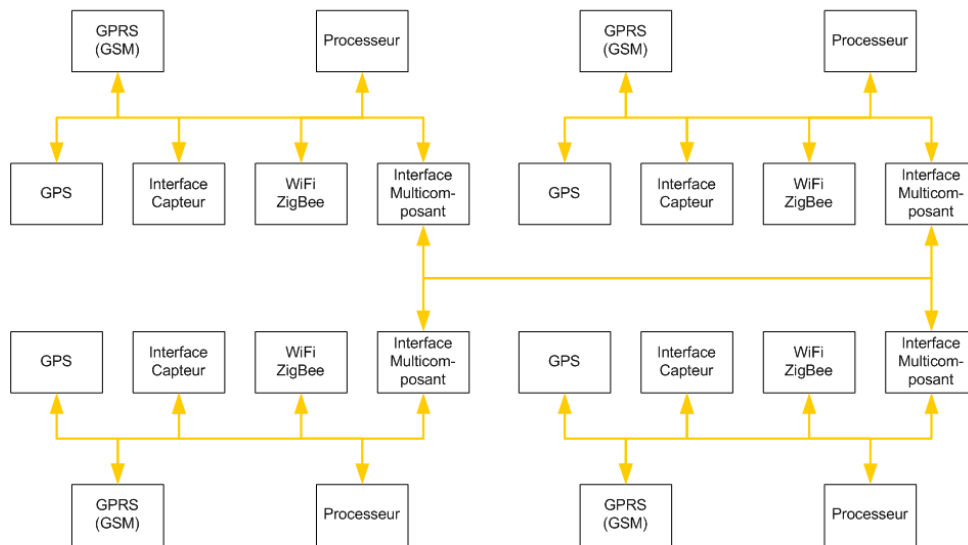 GPRS
(GSM)
Processeur
GPRS
(GSM)
Processeur
GPS
Interface
Capteur
WiFi
ZigBee
Interface
Multicom-
posant
GPS
Interface
Capteur
WiFi
ZigBee
Interface
Multicom-
posant
GPS
Interface
Capteur
WiFi
ZigBee
Interface
Multicom-
posant
GPS
Interface
Capteur
WiFi
ZigBee
Interface
Multicom-
posant
GPRS
(GSM)
Processeur
GPRS
(GSM)
Processeur